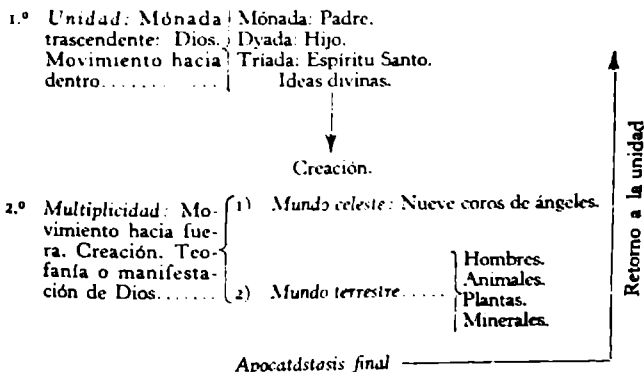 1.º Unidad: Mónada
trascendente: Dios.
Movimiento hacia
dentro..............
Mónada: Padre.
Dyada: Hijo.
Tríada: Espíritu Santo.
Ideas divinas.
Creación.
2.º Multiplicidad: Mo-
vimiento hacia fue-
ra. Creación. Teo-
fanía o manifesta-
ción de Dios.......
1) Mundo celeste: Nueve coros de ángeles.
2) Mundo terrestre.....
Hombres.
Animales.
Plantas.
Minerales.
Apocatástasis final
Retorno a la unidad